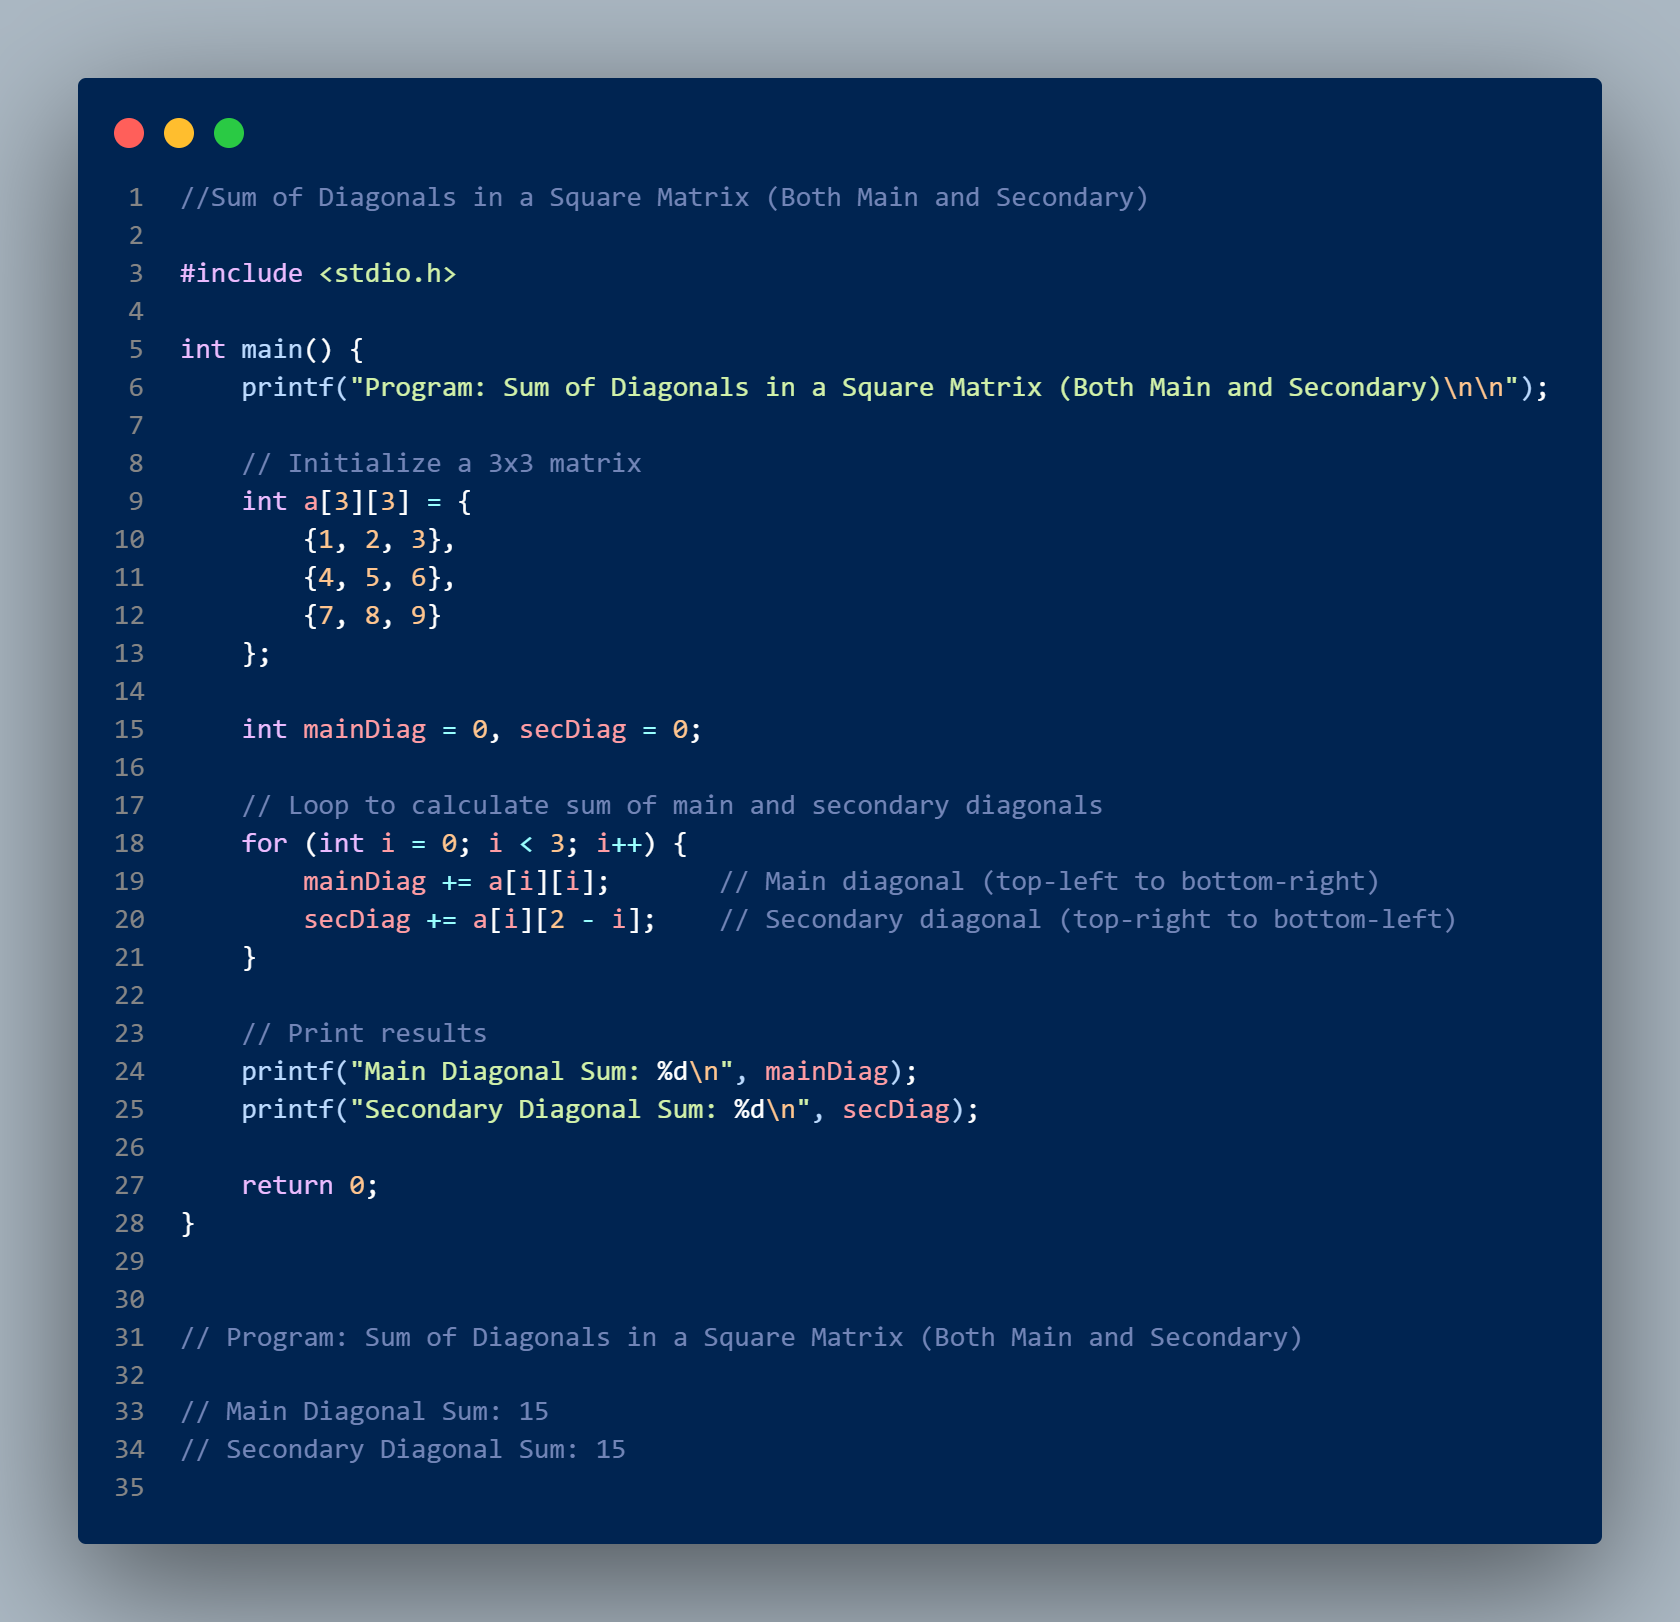 1 //Sum of Diagonals in a Square Matrix (Both Main and Secondary)
2
3 #include <stdio.h>
4
5 int main() {
6     printf("Program: Sum of Diagonals in a Square Matrix (Both Main and Secondary)\n\n");
7
8     // Initialize a 3x3 matrix
9     int a[3][3] = {
10         {1, 2, 3},
11         {4, 5, 6},
12         {7, 8, 9}
13     };
14
15     int mainDiag = 0, secDiag = 0;
16
17     // Loop to calculate sum of main and secondary diagonals
18     for (int i = 0; i < 3; i++) {
19         mainDiag += a[i][i];       // Main diagonal (top-left to bottom-right)
20         secDiag += a[i][2 - i];    // Secondary diagonal (top-right to bottom-left)
21     }
22
23     // Print results
24     printf("Main Diagonal Sum: %d\n", mainDiag);
25     printf("Secondary Diagonal Sum: %d\n", secDiag);
26
27     return 0;
28 }
29
30
31 // Program: Sum of Diagonals in a Square Matrix (Both Main and Secondary)
32
33 // Main Diagonal Sum: 15
34 // Secondary Diagonal Sum: 15
35